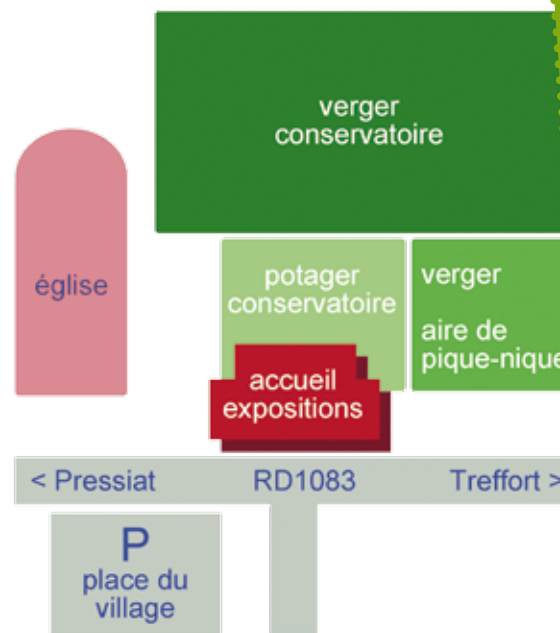 verger
conservatoire
église
potager
conservatoire
verger
aire de
pique-nique
accueil
expositions
< Pressiat
RD1083
Treffort >
P
place du
village